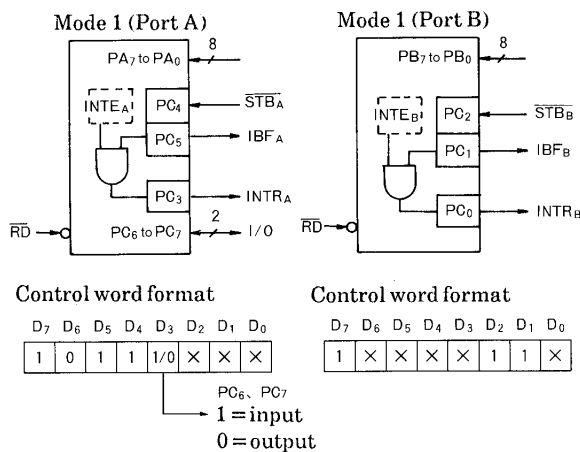 Mode 1 (Port A)
8
PA7 to PA0
INTEA
PC4
STBA
PC5
IBFA
PC3
INTRA
2
RD
PC6 to PC7
I/O
Control word format
D7 D6 D5 D4 D3 D2 D1 D0
1 0 1 1 1/0 × × ×
PC6、PC7
1=input
0=output
Mode 1 (Port B)
8
PB7 to PB0
INTEB
PC2
STBB
PC1
IBFB
PC0
INTRB
RD
Control word format
D7 D6 D5 D4 D3 D2 D1 D0
1 × × × × 1 1 ×